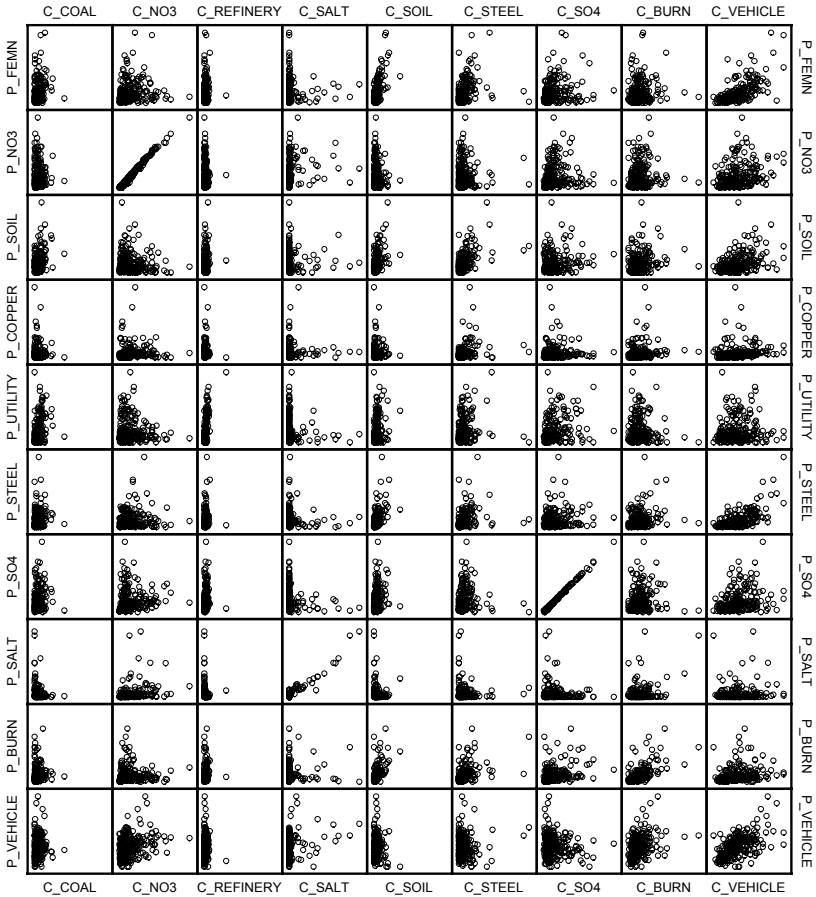 C_COAL C_NO3 C_REFINERY C_SALT C_SOIL C_STEEL C_SO4 C_BURN C_VEHICLE
P_FEMN P_FEMN
P_NO3 P_NO3
P_SOIL P_SOIL
P_COPPER P_COPPER
P_UTILITY P_UTILITY
P_STEEL P_STEEL
P_SO4 P_SO4
P_SALT P_SALT
P_BURN P_BURN
P_VEHICLE P_VEHICLE
C_COAL C_NO3 C_REFINERY C_SALT C_SOIL C_STEEL C_SO4 C_BURN C_VEHICLE